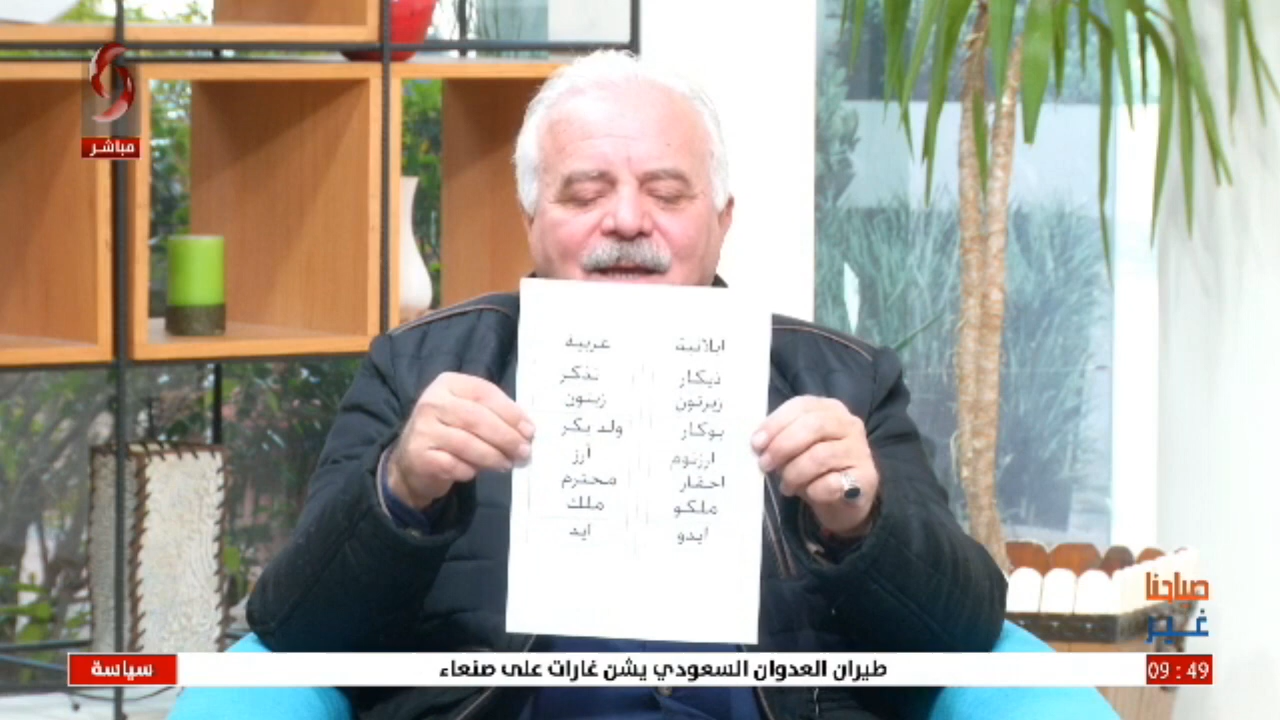 مباشر
ابلائية عربية
ذيكار تذكر
زيرتون زيتون
بوكار ولد بكر
ارزنوم أرز
احقار محترم
ملكو ملك
ايدو ايد
صباحنا
غير
سياسة طيران العدوان السعودي يشن غارات على صنعاء 09:49